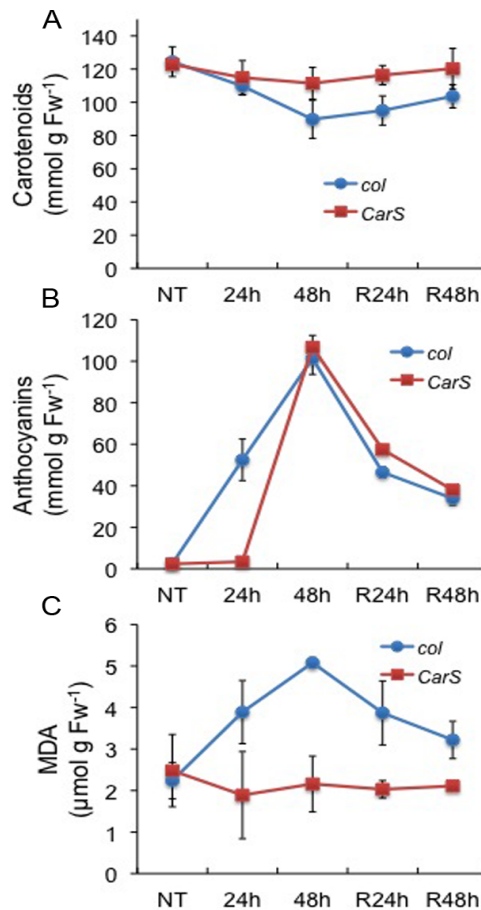 A
Carotenoids
(mmol g Fw-1)
140
120
100
80
60
40
20
0
col
CarS
NT 24h 48h R24h R48h
B
Anthocyanins
(mmol g Fw-1)
120
100
80
60
40
20
0
col
CarS
NT 24h 48h R24h R48h
C
MDA
(µmol g Fw-1)
6
5
4
3
2
1
0
col
CarS
NT 24h 48h R24h R48h